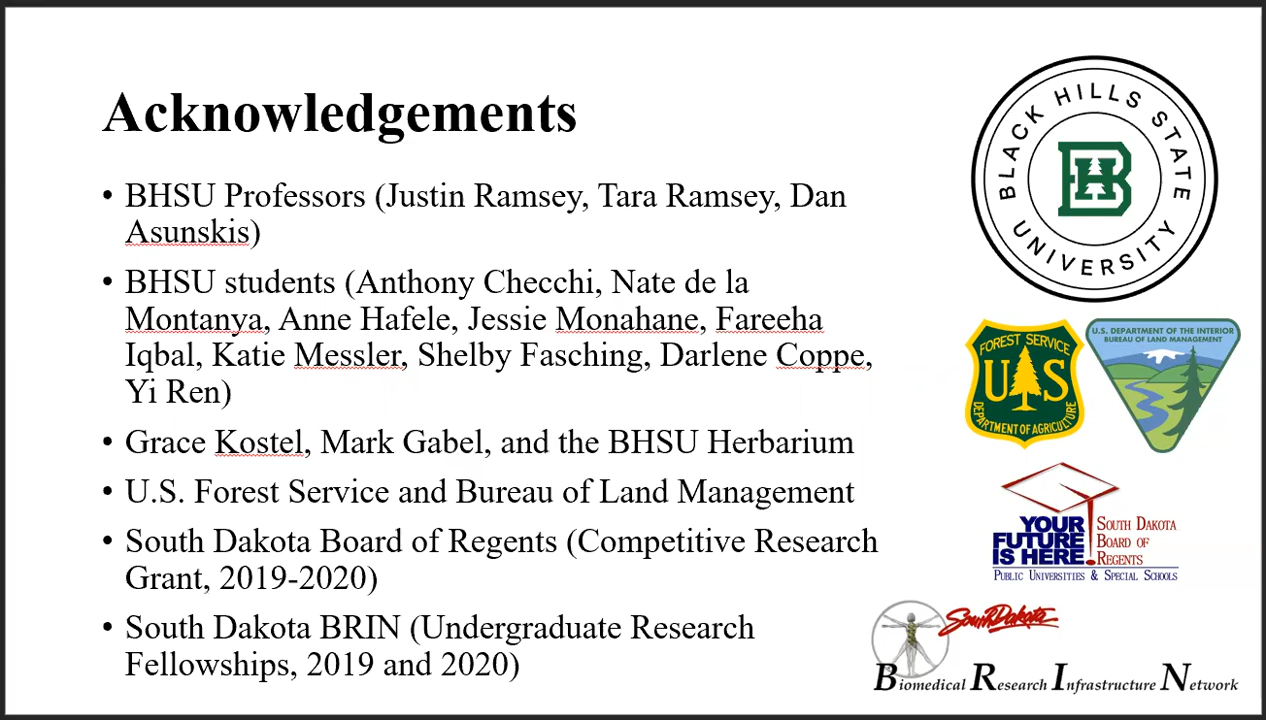 Acknowledgements
• BHSU Professors (Justin Ramsey, Tara Ramsey, Dan
Asunskis)
• BHSU students (Anthony Checchi, Nate de la
Montanya, Anne Hafele, Jessie Monahane, Fareeha
Iqbal, Katie Messler, Shelby Fasching, Darlene Coppe,
Yi Ren)
• Grace Kostel, Mark Gabel, and the BHSU Herbarium
• U.S. Forest Service and Bureau of Land Management
• South Dakota Board of Regents (Competitive Research
Grant, 2019-2020)
• South Dakota BRIN (Undergraduate Research
Fellowships, 2019 and 2020)
BLACK HILLS STATE
BH
UNIVERSITY
FOREST SERVICE
US
DEPARTMENT OF AGRICULTURE
U.S. DEPARTMENT OF THE INTERIOR
BUREAU OF LAND MANAGEMENT
YOUR
FUTURE
IS HERE!
SOUTH DAKOTA
BOARD OF
REGENTS
PUBLIC UNIVERSITIES & SPECIAL SCHOOLS
South Dakota
Biomedical Research Infrastructure Network